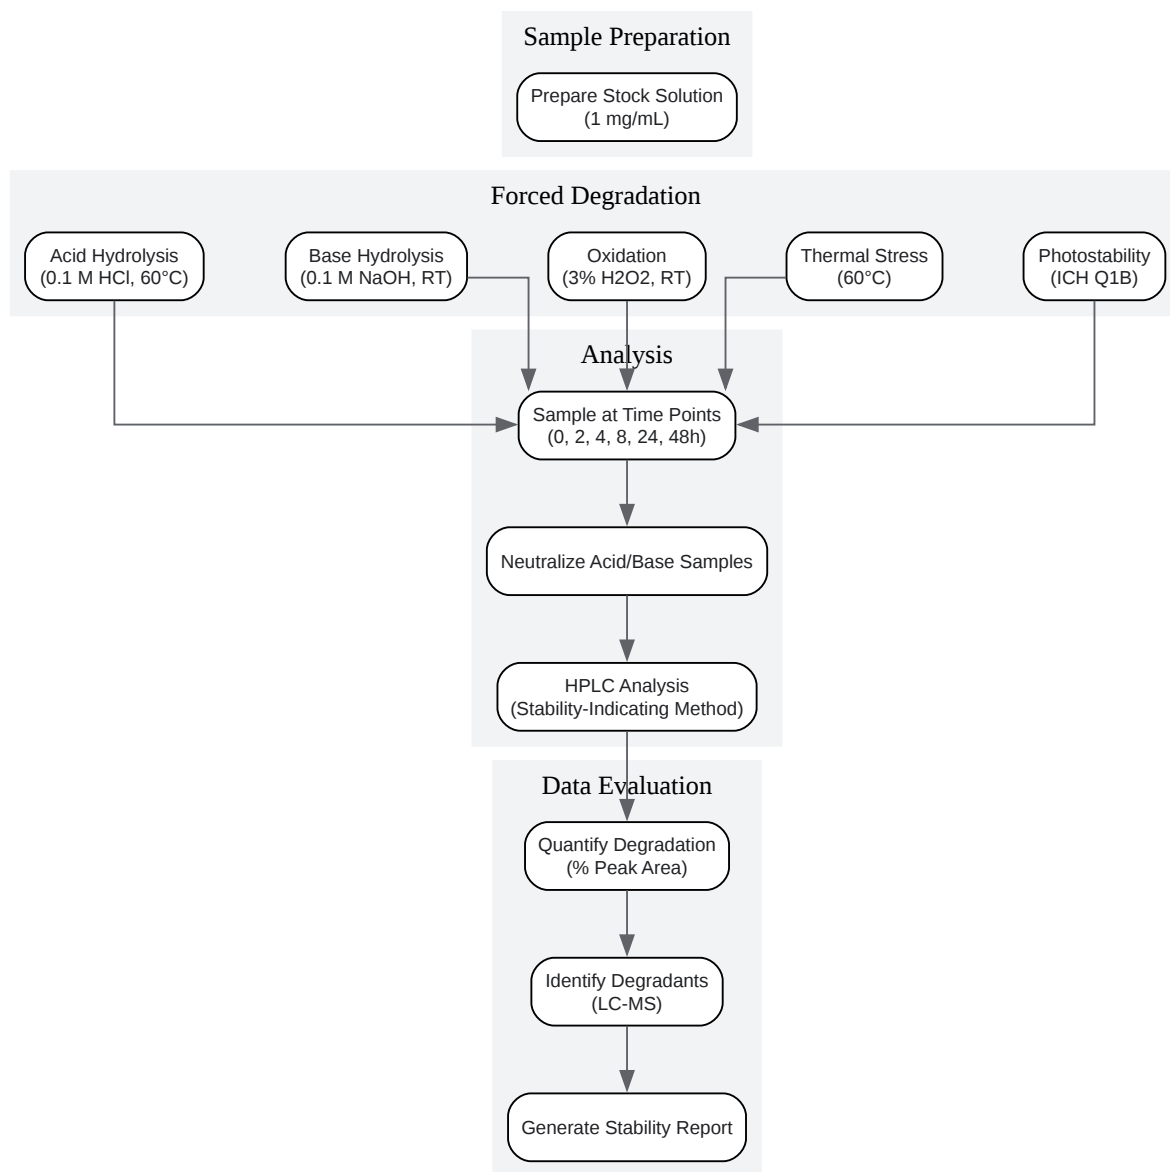 Sample Preparation
Prepare Stock Solution
(1 mg/mL)
Forced Degradation
Acid Hydrolysis
(0.1 M HCl, 60°C)
Base Hydrolysis
(0.1 M NaOH, RT)
Oxidation
(3% H2O2, RT)
Thermal Stress
(60°C)
Photostability
(ICH Q1B)
Analysis
Sample at Time Points
(0, 2, 4, 8, 24, 48h)
Neutralize Acid/Base Samples
HPLC Analysis
(Stability-Indicating Method)
Data Evaluation
Quantify Degradation
(% Peak Area)
Identify Degradants
(LC-MS)
Generate Stability Report